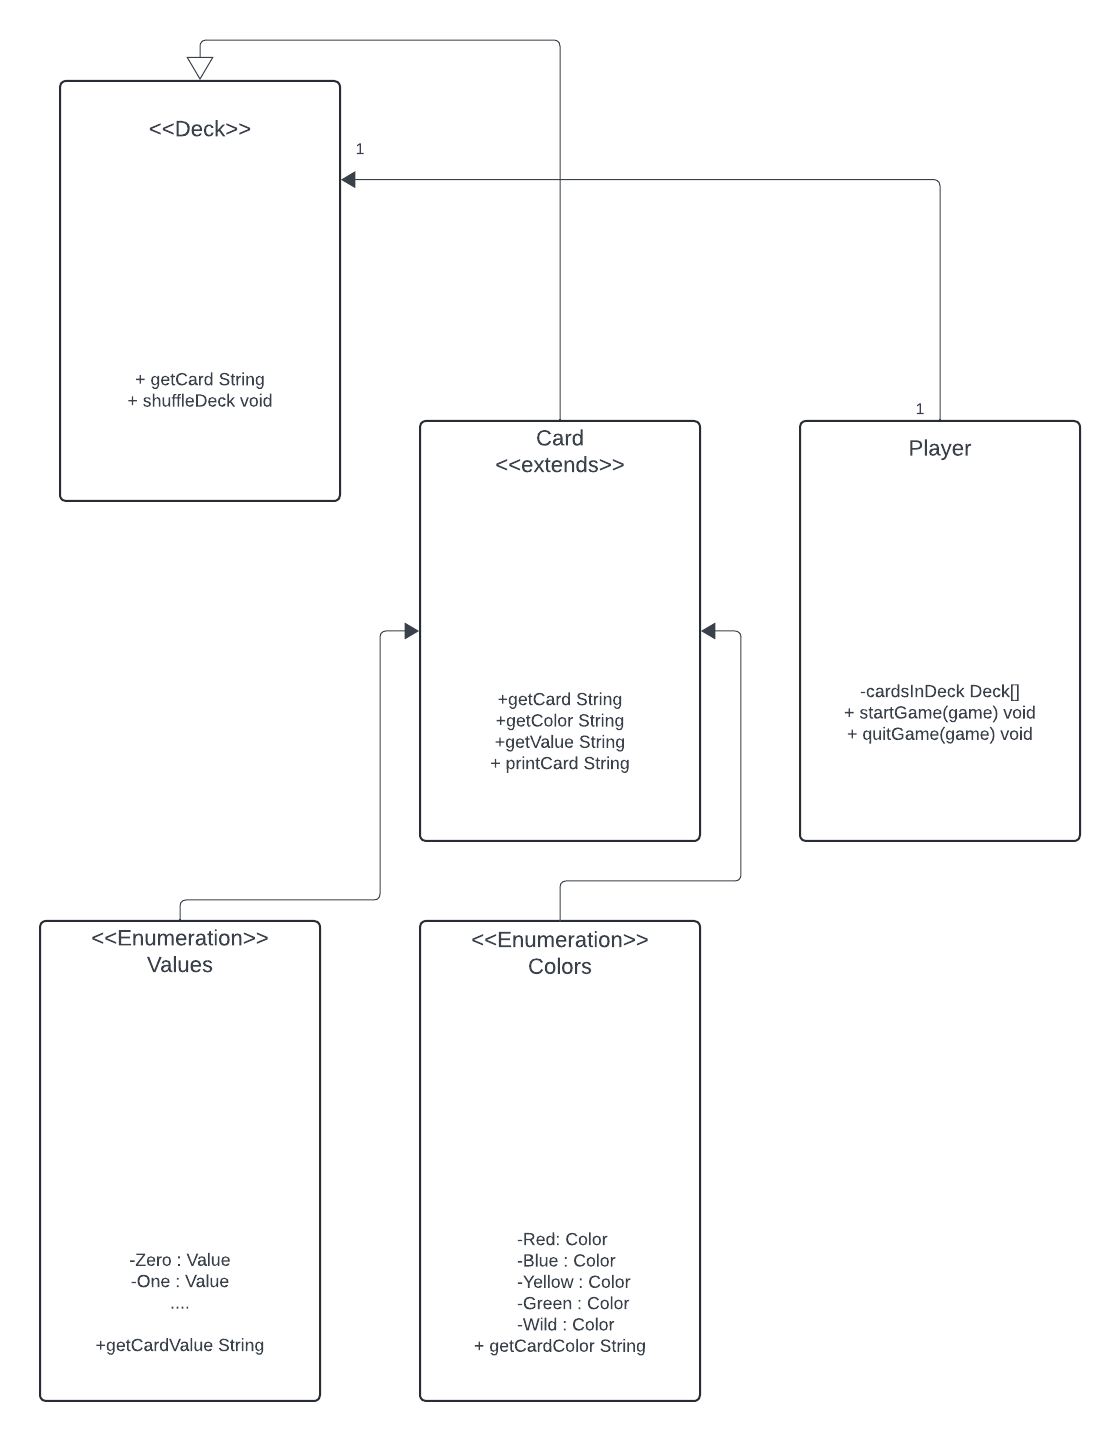 <<Deck>>
1
+ getCard String
+ shuffleDeck void
1
Card
<<extends>>
+getCard String
+getColor String
+getValue String
+ printCard String
Player
-cardsInDeck Deck[]
+ startGame(game) void
+ quitGame(game) void
<<Enumeration>>
Values
-Zero : Value
-One : Value
....
+getCardValue String
<<Enumeration>>
Colors
-Red: Color
-Blue : Color
-Yellow : Color
-Green : Color
-Wild : Color
+ getCardColor String